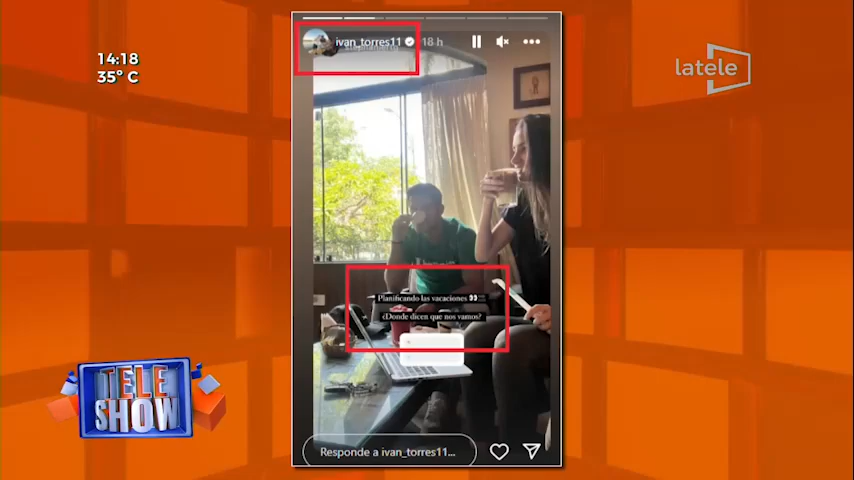 ivan_torres11 18 h
14:18
35° C
latele
Planificando las vacaciones 👀
¿Donde dicen que nos vamos?
TELE
SHOW
Responde a ivan_torres11...